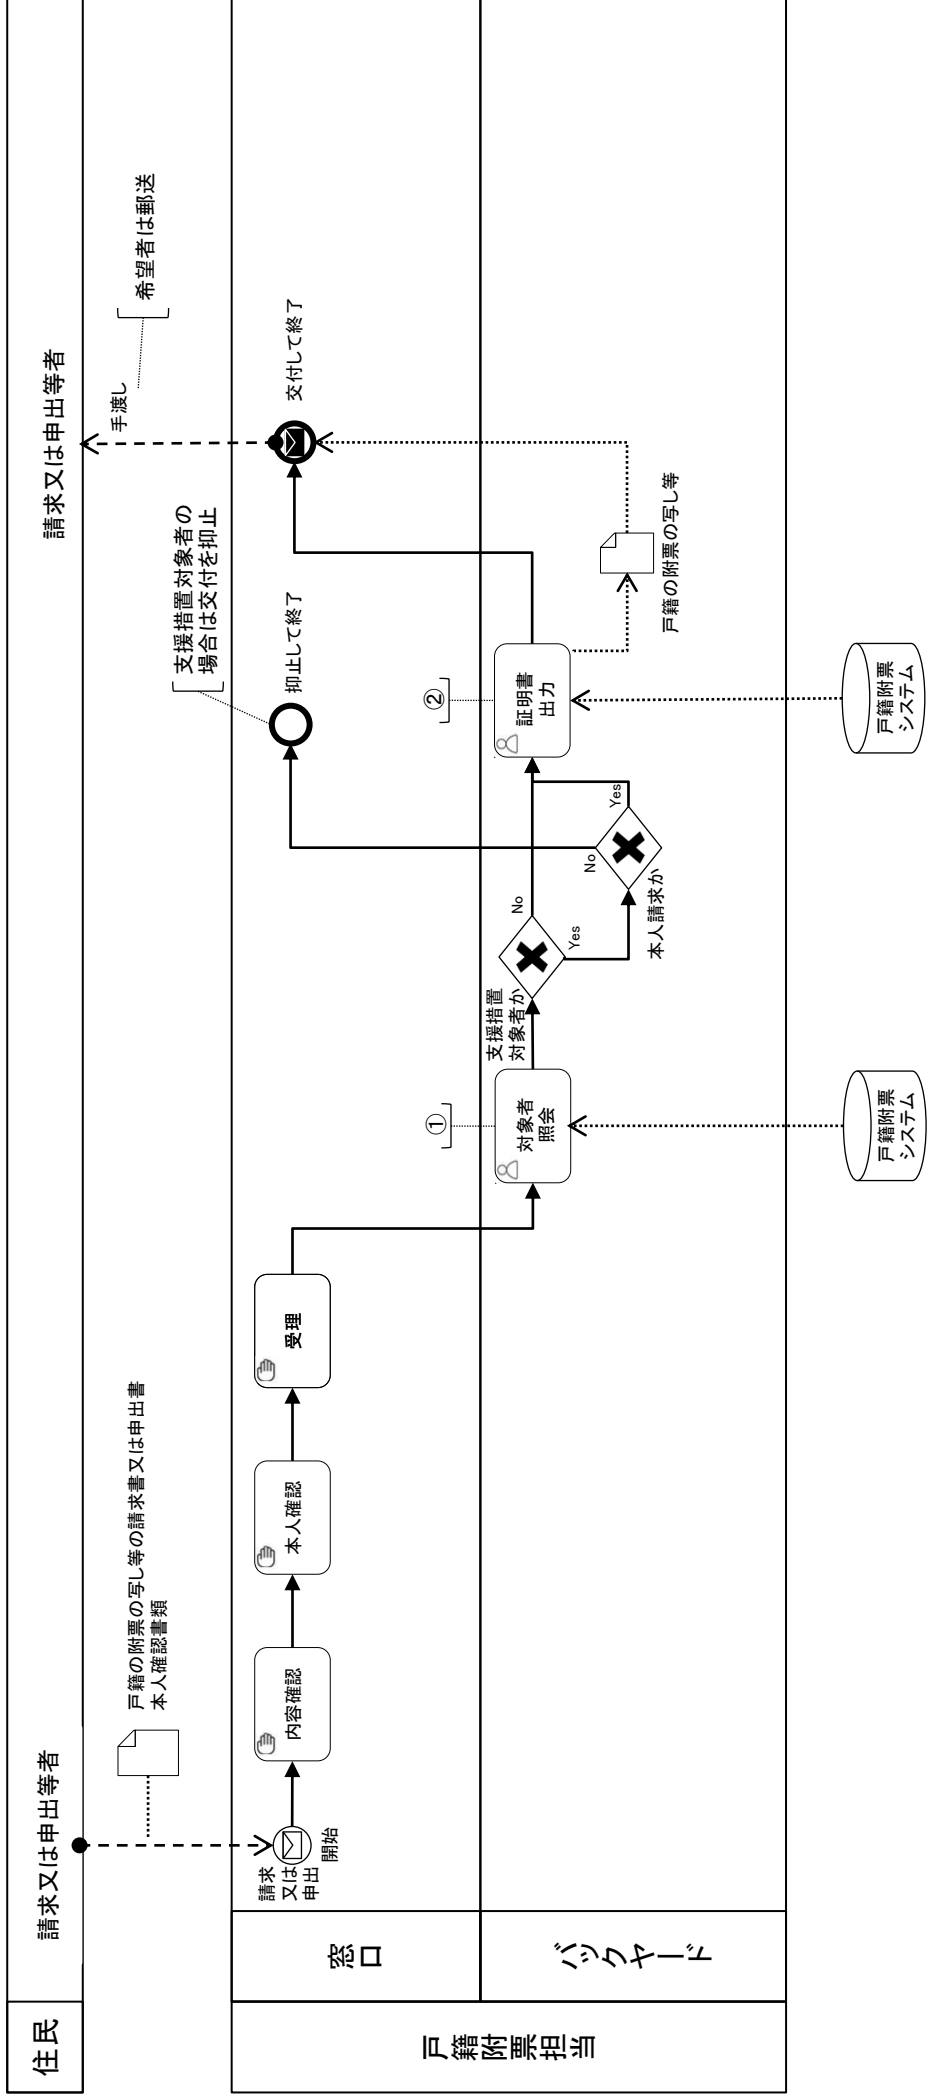 住民
請求又は申出等者
請求又は申出等者
戸籍の附票の写し等の請求書又は申出書
本人確認書類
手渡し
希望者は郵送
戸籍附票担当
窓口
請求
又は
申出
開始
内容確認
本人確認
受理
支援措置対象者の
場合は交付を抑止
抑止して終了
交付して終了
バックヤード
①
対象者
照会
支援措置
対象者か
No
Yes
本人請求か
No
Yes
②
証明書
出力
戸籍の附票の写し等
戸籍附票
システム
戸籍附票
システム